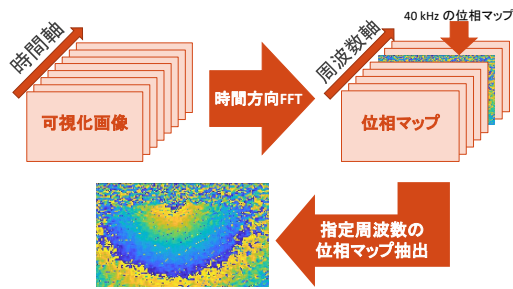 時間軸
可視化画像
時間方向FFT
周波数軸
40 kHz の位相マップ
位相マップ
指定周波数の
位相マップ抽出